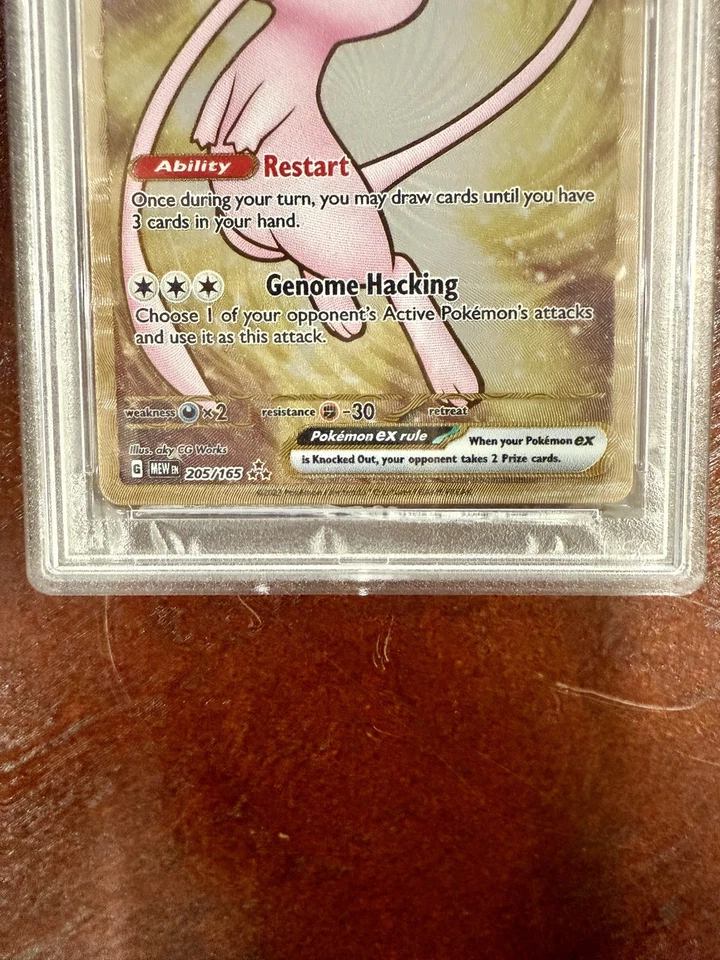 Ability Restart
Once during your turn, you may draw cards until you have
3 cards in your hand.
Genome Hacking
Choose 1 of your opponent's Active Pokémon's attacks
and use it as this attack.
weakness ×2 resistance -30 retreat
Pokémon ex rule When your Pokémon ex
is Knocked Out, your opponent takes 2 Prize cards.
Illus. aky CG Works
G MEW EN 205/165